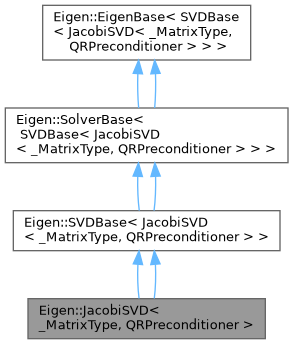 Eigen::EigenBase< SVDBase
< JacobiSVD< _MatrixType,
QRPreconditioner > > >
Eigen::SolverBase<
SVDBase< JacobiSVD
< _MatrixType, QRPreconditioner > > >
Eigen::SVDBase< JacobiSVD
< _MatrixType, QRPreconditioner > >
Eigen::JacobiSVD<
_MatrixType, QRPreconditioner >